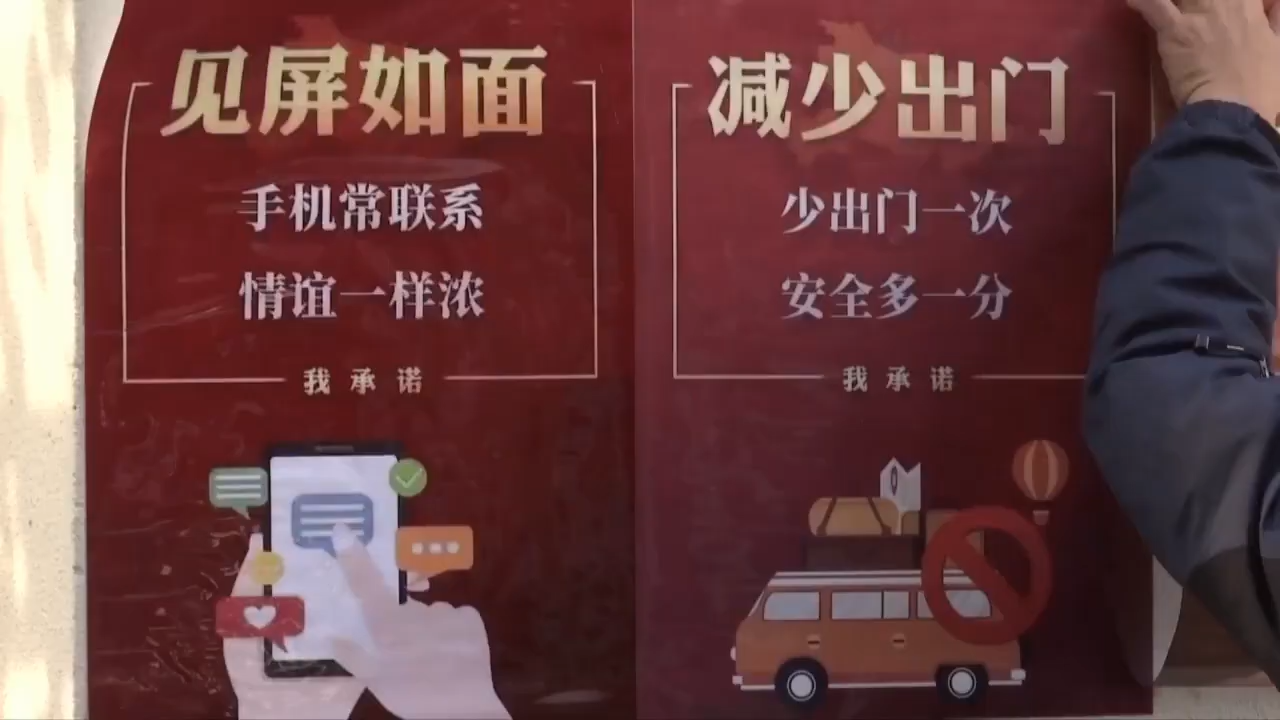 见屏如面
手机常联系
情谊一样浓
我承诺
减少出门
少出门一次
安全多一分
我承诺